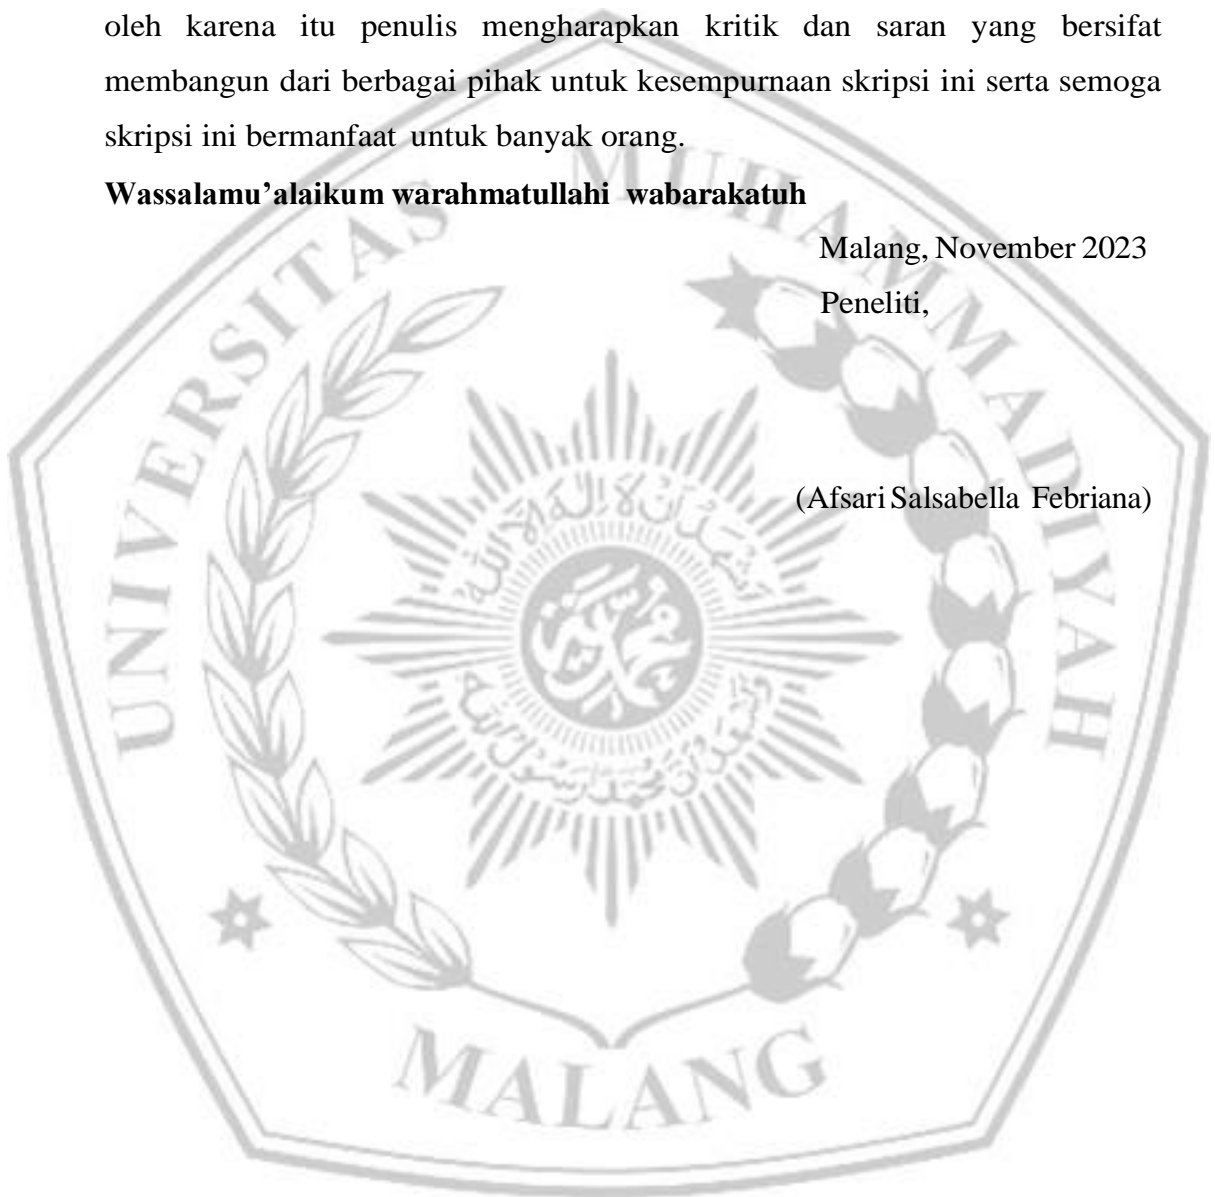 oleh karena itu penulis mengharapkan kritik dan saran yang bersifat
membangun dari berbagai pihak untuk kesempurnaan skripsi ini serta semoga
skripsi ini bermanfaat untuk banyak orang.
Wassalamu’alaikum warahmatullahi wabarakatuh
Malang, November 2023
Peneliti,
(Afsari Salsabella Febriana)
UNIVERSITAS MUHAMMADIYAH
MALANG